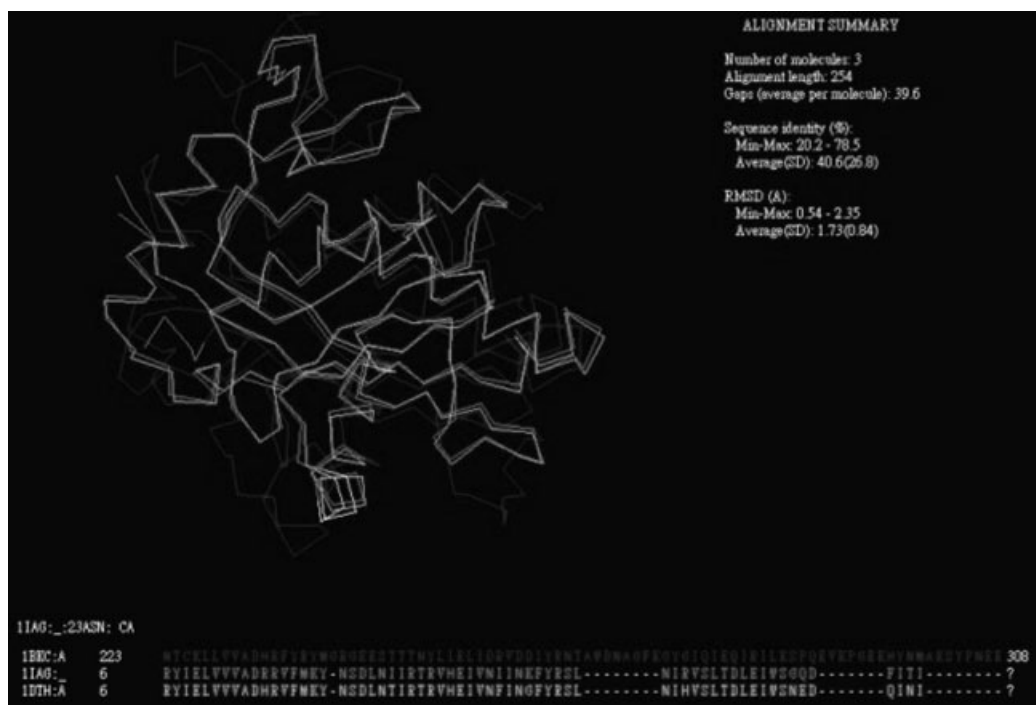 ALIGNMENT SUMMARY
Number of molecules: 3
Alignment length: 254
Gaps (average per molecule): 39.6
Sequence identity (%):
Min-Max: 20.2 - 78.5
Average(SD): 40.6(26.8)
RMSD (A):
Min-Max: 0.54 - 2.35
Average(SD): 1.73(0.84)
1IAG:_:23ASN: CA
1BKC:A 223 308
1IAG:_ 6 RYIELVVVADRRVFMKY-NSDLNIIRTRVHEIVNIINKFYRSL---------NIRVSLTDLEIWSGQD--------FITI------------?
1DTH:A 6 RYIELVVVADHRVFMKY-NSDLNIIRTRVHEIVNFINGFYRSL---------NIHVSLTDLEIWSNED--------QINI------------?